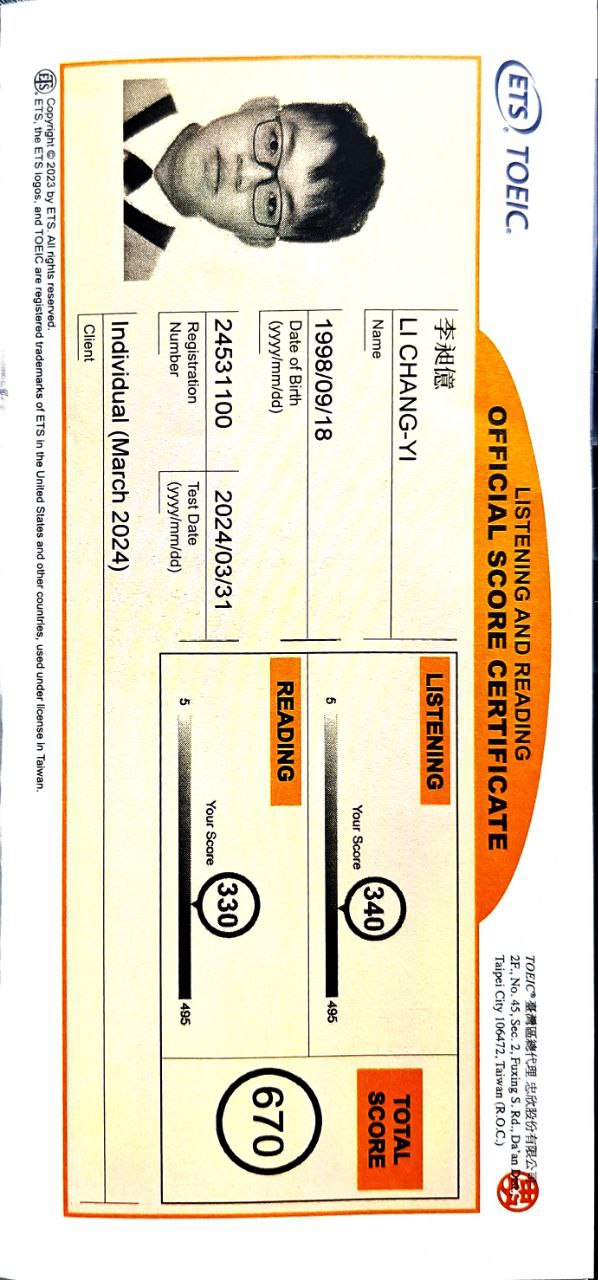 ETS® TOEIC®
LISTENING AND READING
OFFICIAL SCORE CERTIFICATE
TOEIC® 臺灣區總代理 忠欣股份有限公司
2F., No. 45, Sec. 2, Fuxing S. Rd., Da'an Dist.,
Taipei City 106472, Taiwan (R.O.C.)
李昶億
LI CHANG-YI
Name
1998/09/18
Date of Birth
(yyyy/mm/dd)
24531100
Registration
Number
2024/03/31
Test Date
(yyyy/mm/dd)
Individual (March 2024)
Client
LISTENING
Your Score
340
5
495
READING
Your Score
330
5
495
TOTAL
SCORE
670
ETS® Copyright © 2023 by ETS. All rights reserved.
ETS, the ETS logos, and TOEIC are registered trademarks of ETS in the United States and other countries, used under license in Taiwan.